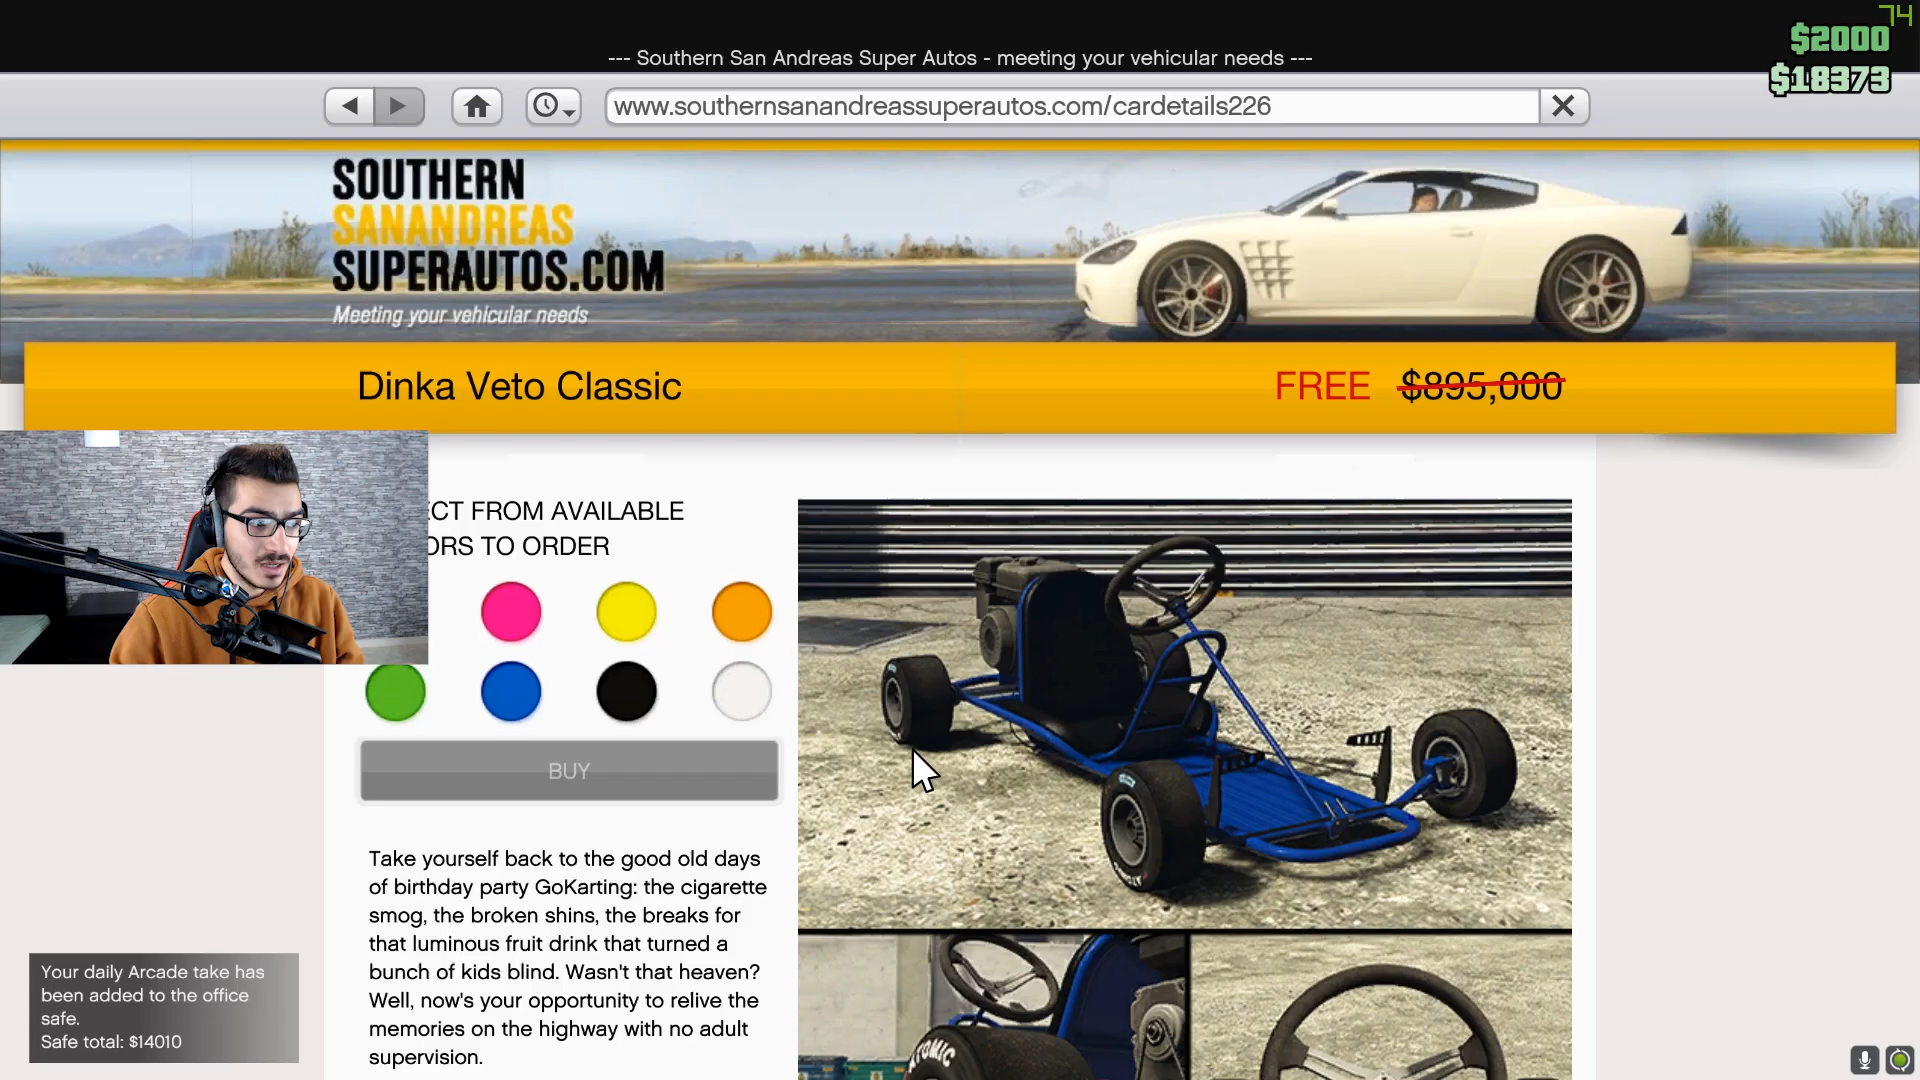 74
$2000
--- Southern San Andreas Super Autos - meeting your vehicular needs ---
$18373
www.southernsanandreassuperautos.com/cardetails226
SOUTHERN
SANANDREAS
SUPERAUTOS.COM
Meeting your vehicular needs
Dinka Veto Classic
FREE $895,000
ECT FROM AVAILABLE
ORS TO ORDER
BUY
Take yourself back to the good old days
of birthday party GoKarting: the cigarette
smog, the broken shins, the breaks for
that luminous fruit drink that turned a
bunch of kids blind. Wasn't that heaven?
Well, now's your opportunity to relive the
memories on the highway with no adult
supervision.
Your daily Arcade take has
been added to the office
safe.
Safe total: $14010
ATOMIC